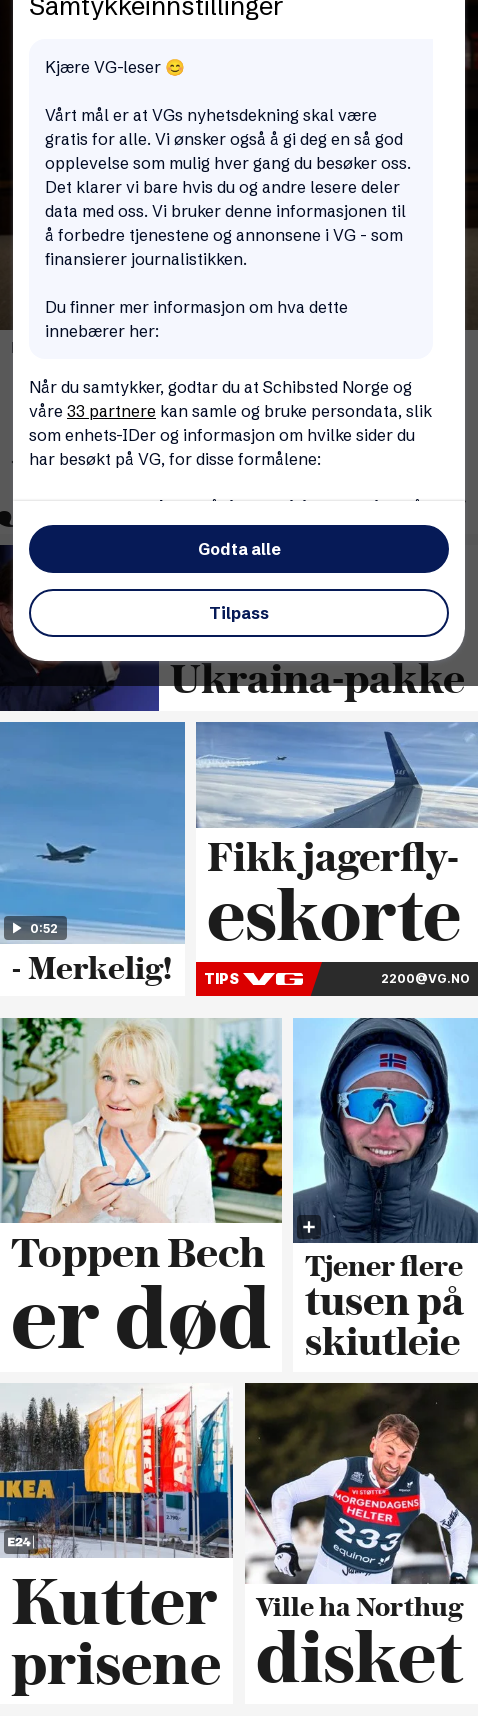 Samtykkeinnstillinger
Kjære VG-leser 😊
Vårt mål er at VGs nyhetsdekning skal være
gratis for alle. Vi ønsker også å gi deg en så god
opplevelse som mulig hver gang du besøker oss.
Det klarer vi bare hvis du og andre lesere deler
data med oss. Vi bruker denne informasjonen til
å forbedre tjenestene og annonsene i VG - som
finansierer journalistikken.
Du finner mer informasjon om hva dette
innebærer her:
Når du samtykker, godtar du at Schibsted Norge og
våre 33 partnere kan samle og bruke persondata, slik
som enhets-IDer og informasjon om hvilke sider du
har besøkt på VG, for disse formålene:
Godta alle
Tilpass
Ukraina-pakke
0:52
- Merkelig!
Fikk jagerfly-
eskorte
TIPS VG 2200@VG.NO
Toppen Bech
er død
Tjener flere
tusen på
skiutleie
IKEA
IKEA
IKEA
IKEA
E24
Kutter
prisene
VI STØTTER
MORGENDAGENS
HELTER
233
equinor
Ville ha Northug
disket